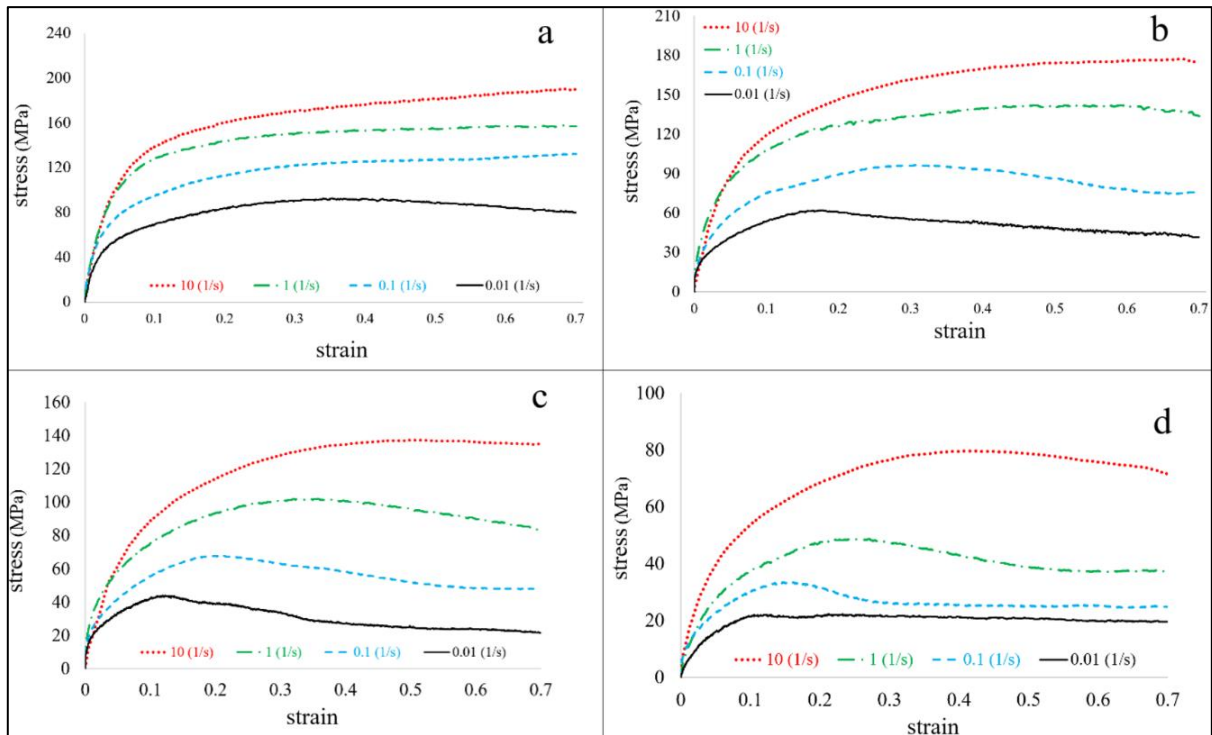 a
240
200
160
120
80
40
0
stress (MPa)
10 (1/s) 1 (1/s) 0.1 (1/s) 0.01 (1/s)
0 0.1 0.2 0.3 0.4 0.5 0.6 0.7
strain
b
210
180
150
120
90
60
30
0
stress (MPa)
10 (1/s)
1 (1/s)
0.1 (1/s)
0.01 (1/s)
0 0.1 0.2 0.3 0.4 0.5 0.6 0.7
strain
c
160
140
120
100
80
60
40
20
0
stress (MPa)
10 (1/s) 1 (1/s) 0.1 (1/s) 0.01 (1/s)
0 0.1 0.2 0.3 0.4 0.5 0.6 0.7
strain
d
100
80
60
40
20
0
stress (MPa)
10 (1/s) 1 (1/s) 0.1 (1/s) 0.01 (1/s)
0 0.1 0.2 0.3 0.4 0.5 0.6 0.7
strain